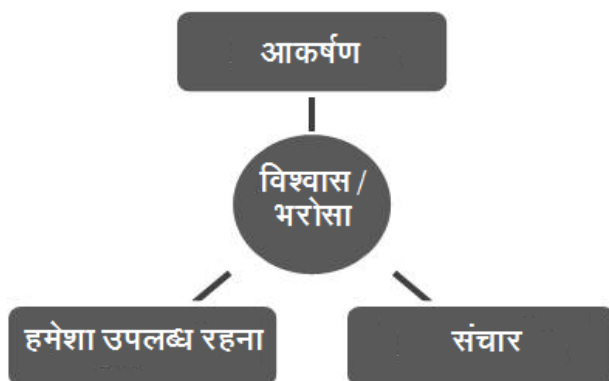 आकर्षण
विश्वास /
भरोसा
हमेशा उपलब्ध रहना
संचार